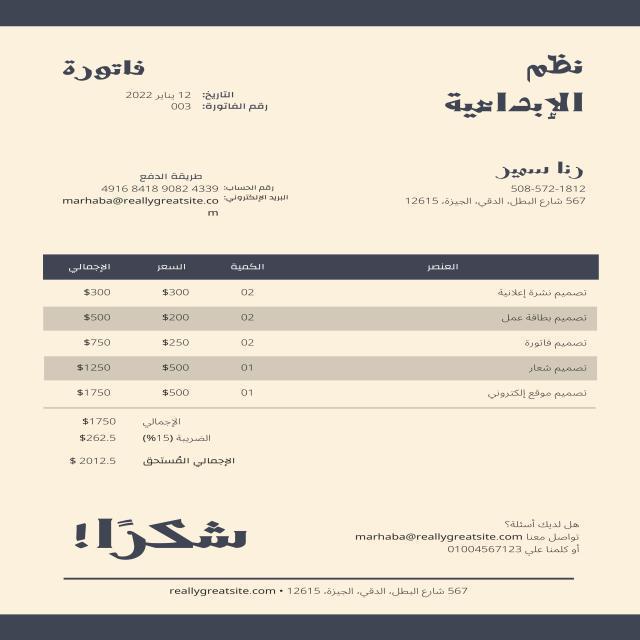 نظّم
الإبداعية
فاتورة
التاريخ: 12 يناير 2022
رقم الفاتورة: 003
رنا سمير
508-572-1812
567 شارع البطل، الدقي، الجيزة، 12615
طريقة الدفع
رقم الحساب: 4916 8418 9082 4339
البريد الإلكتروني: marhaba@reallygreatsite.co
m
العنصر الكمية السعر الإجمالي
تصميم نشرة إعلانية 02 $300 $300
تصميم بطاقة عمل 02 $200 $500
تصميم فاتورة 02 $250 $750
تصميم شعار 01 $500 $1250
تصميم موقع إلكتروني 01 $500 $1750
الإجمالي $1750
الضريبة (15%) $262.5
الإجمالي المُستحق $ 2012.5
هل لديك أسئلة؟
تواصل معنا marhaba@reallygreatsite.com
أو كلمنا علي 01004567123
شكرًا!
567 شارع البطل، الدقي، الجيزة، 12615 • reallygreatsite.com